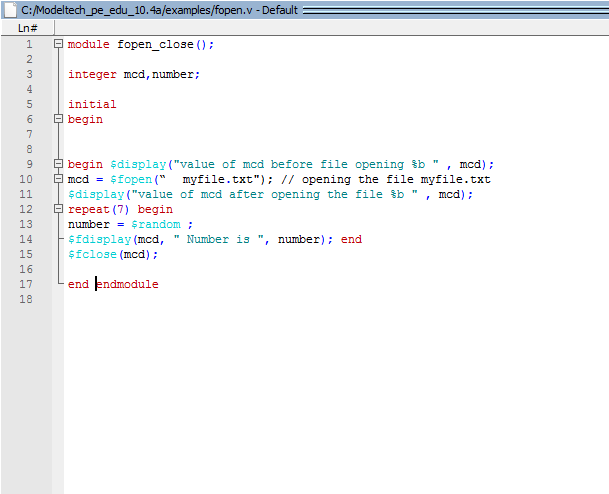 C:/Modeltech_pe_edu_10.4a/examples/fopen.v - Default
Ln#
1 module fopen_close();
2
3 integer mcd,number;
4
5 initial
6 begin
7
8
9 begin $display("value of mcd before file opening %b " , mcd);
10 mcd = $fopen(“   myfile.txt"); // opening the file myfile.txt
11 $display("value of mcd after opening the file %b " , mcd);
12 repeat(7) begin
13 number = $random ;
14 $fdisplay(mcd, " Number is ", number); end
15 $fclose(mcd);
16
17 end endmodule
18